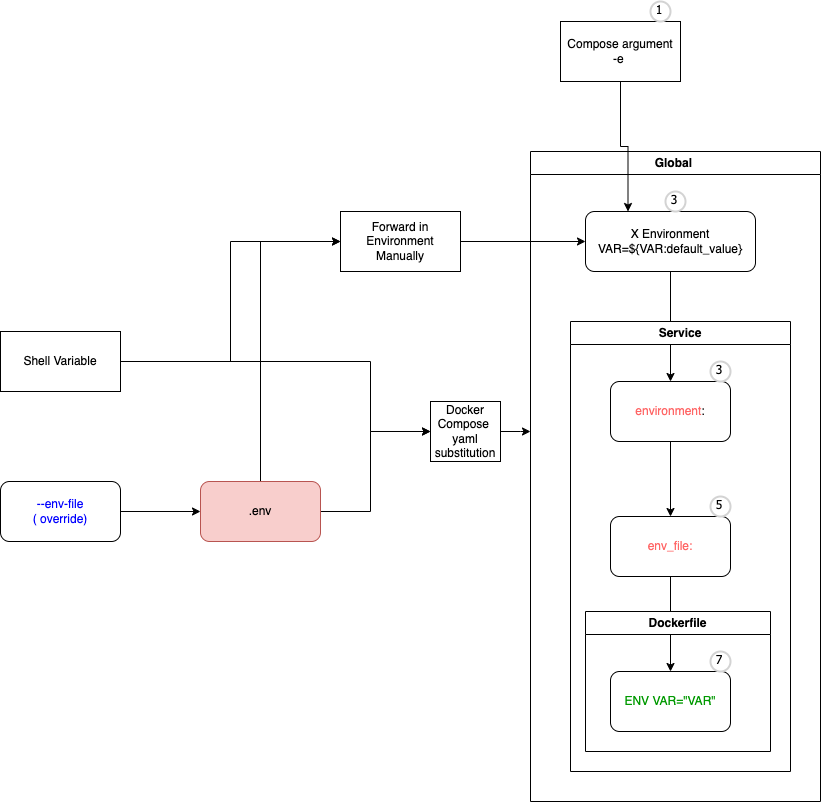 1
Compose argument
-e
Global
3
X Environment
VAR=${VAR:default_value}
Forward in
Environment
Manually
Service
Shell Variable
3
environment:
Docker
Compose
yaml
substitution
--env-file
( override)
.env
5
env_file:
Dockerfile
7
ENV VAR="VAR"